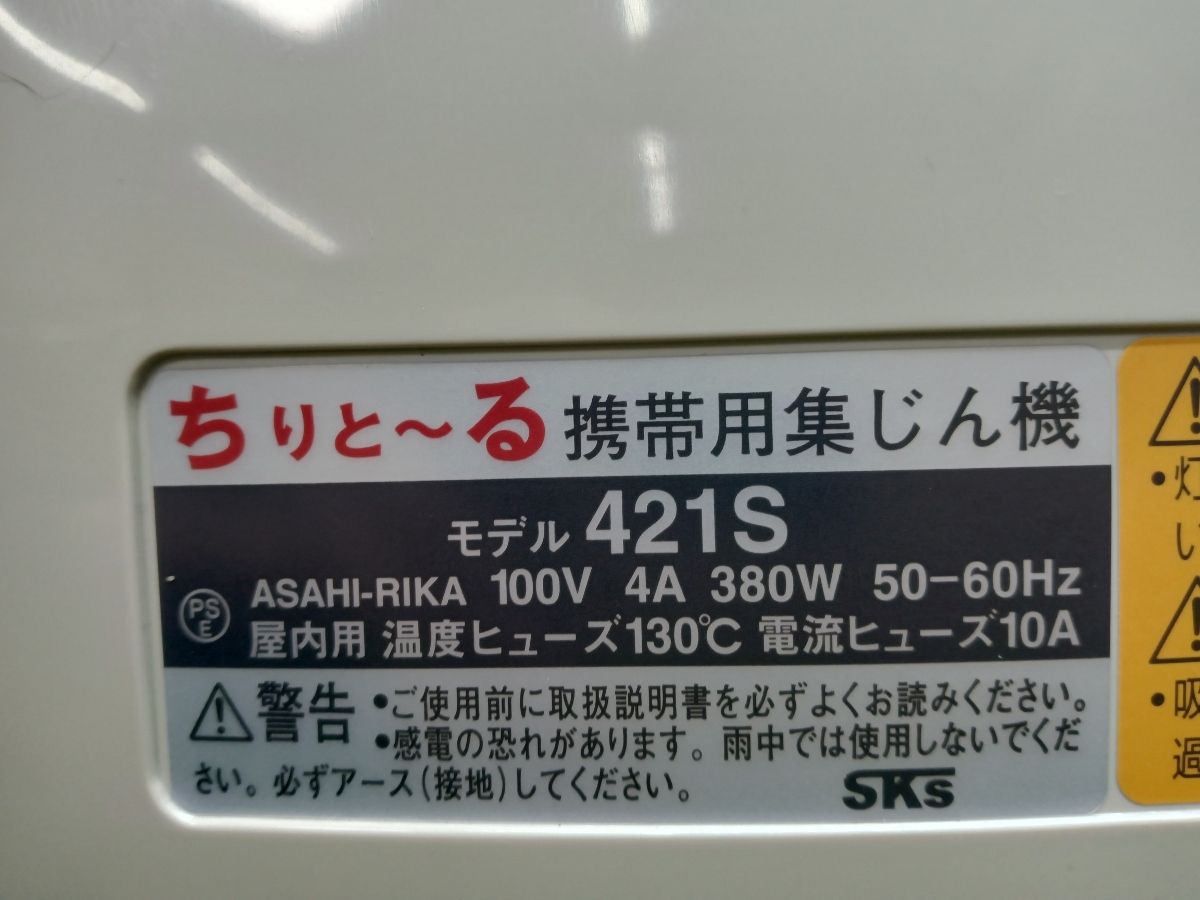 ちりと〜る 携帯用集じん機
モデル 421S
PS
E
ASAHI-RIKA 100V 4A 380W 50-60Hz
屋内用 温度ヒューズ130℃ 電流ヒューズ10A
警告 •ご使用前に取扱説明書を必ずよくお読みください。
•感電の恐れがあります。雨中では使用しないでくだ
さい。必ずアース(接地)してください。
SKs
•灯
い
•吸
過